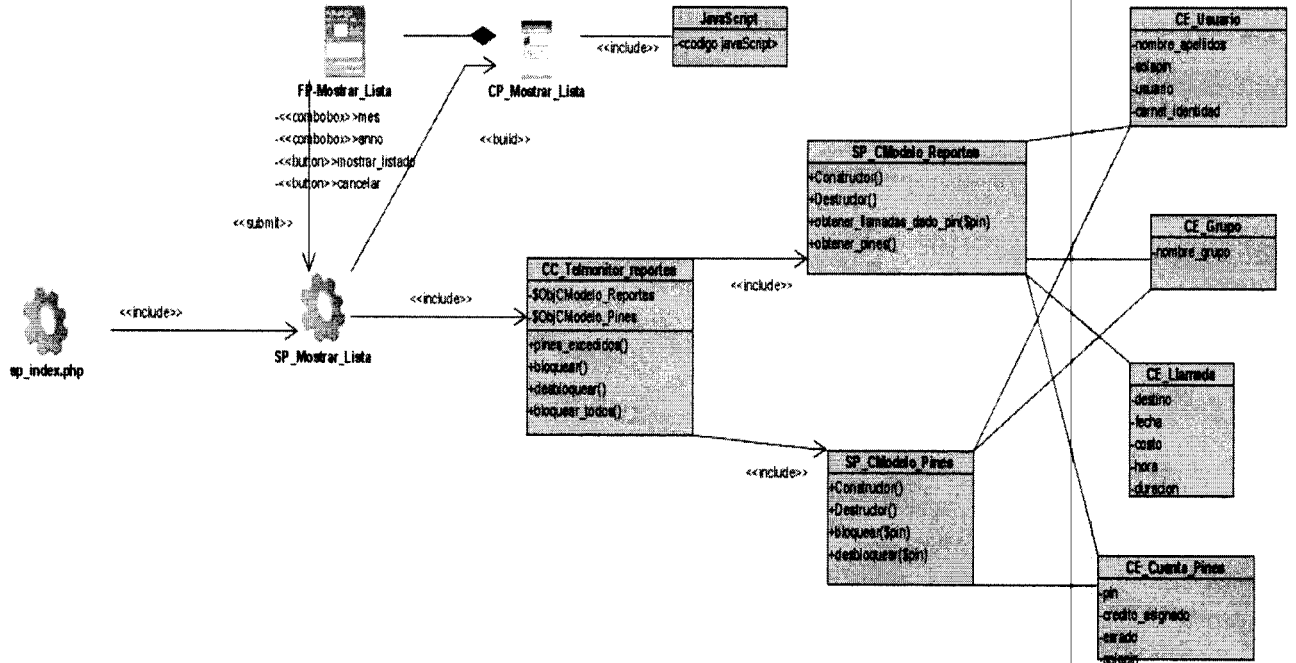 FP-Mostrar_Lista
-<<combobox>>mes
-<<combobox>>anno
-<<button>>mostrar_listado
-<<button>>cancelar
CP_Mostrar_Lista
<<include>>
JavaScript
-<codigo javaScript>
<<build>>
<<submit>>
sp_index.php
<<include>>
SP_Mostrar_Lista
<<include>>
CC_Telmonitor_reportes
-$ObjCModelo_Reportes
-$ObjCModelo_Pines
+pines_excedidos()
+bloquear()
+desbloquear()
+bloquear_todos()
<<include>>
<<include>>
SP_CModelo_Reportes
+Constructor()
+Destructor()
+obtener_llamadas_dado_pin($pin)
+obtener_pines()
SP_CModelo_Pines
+Constructor()
+Destructor()
+bloquear($pin)
+desbloquear($pin)
CE_Usuario
-nombre_apellidos
-solapin
-usuario
-carnet_identidad
CE_Grupo
-nombre_grupo
CE_Llamada
-destino
-fecha
-costo
-hora
-duracion
CE_Cuenta_Pines
-pin
-credito_asignado
-estado